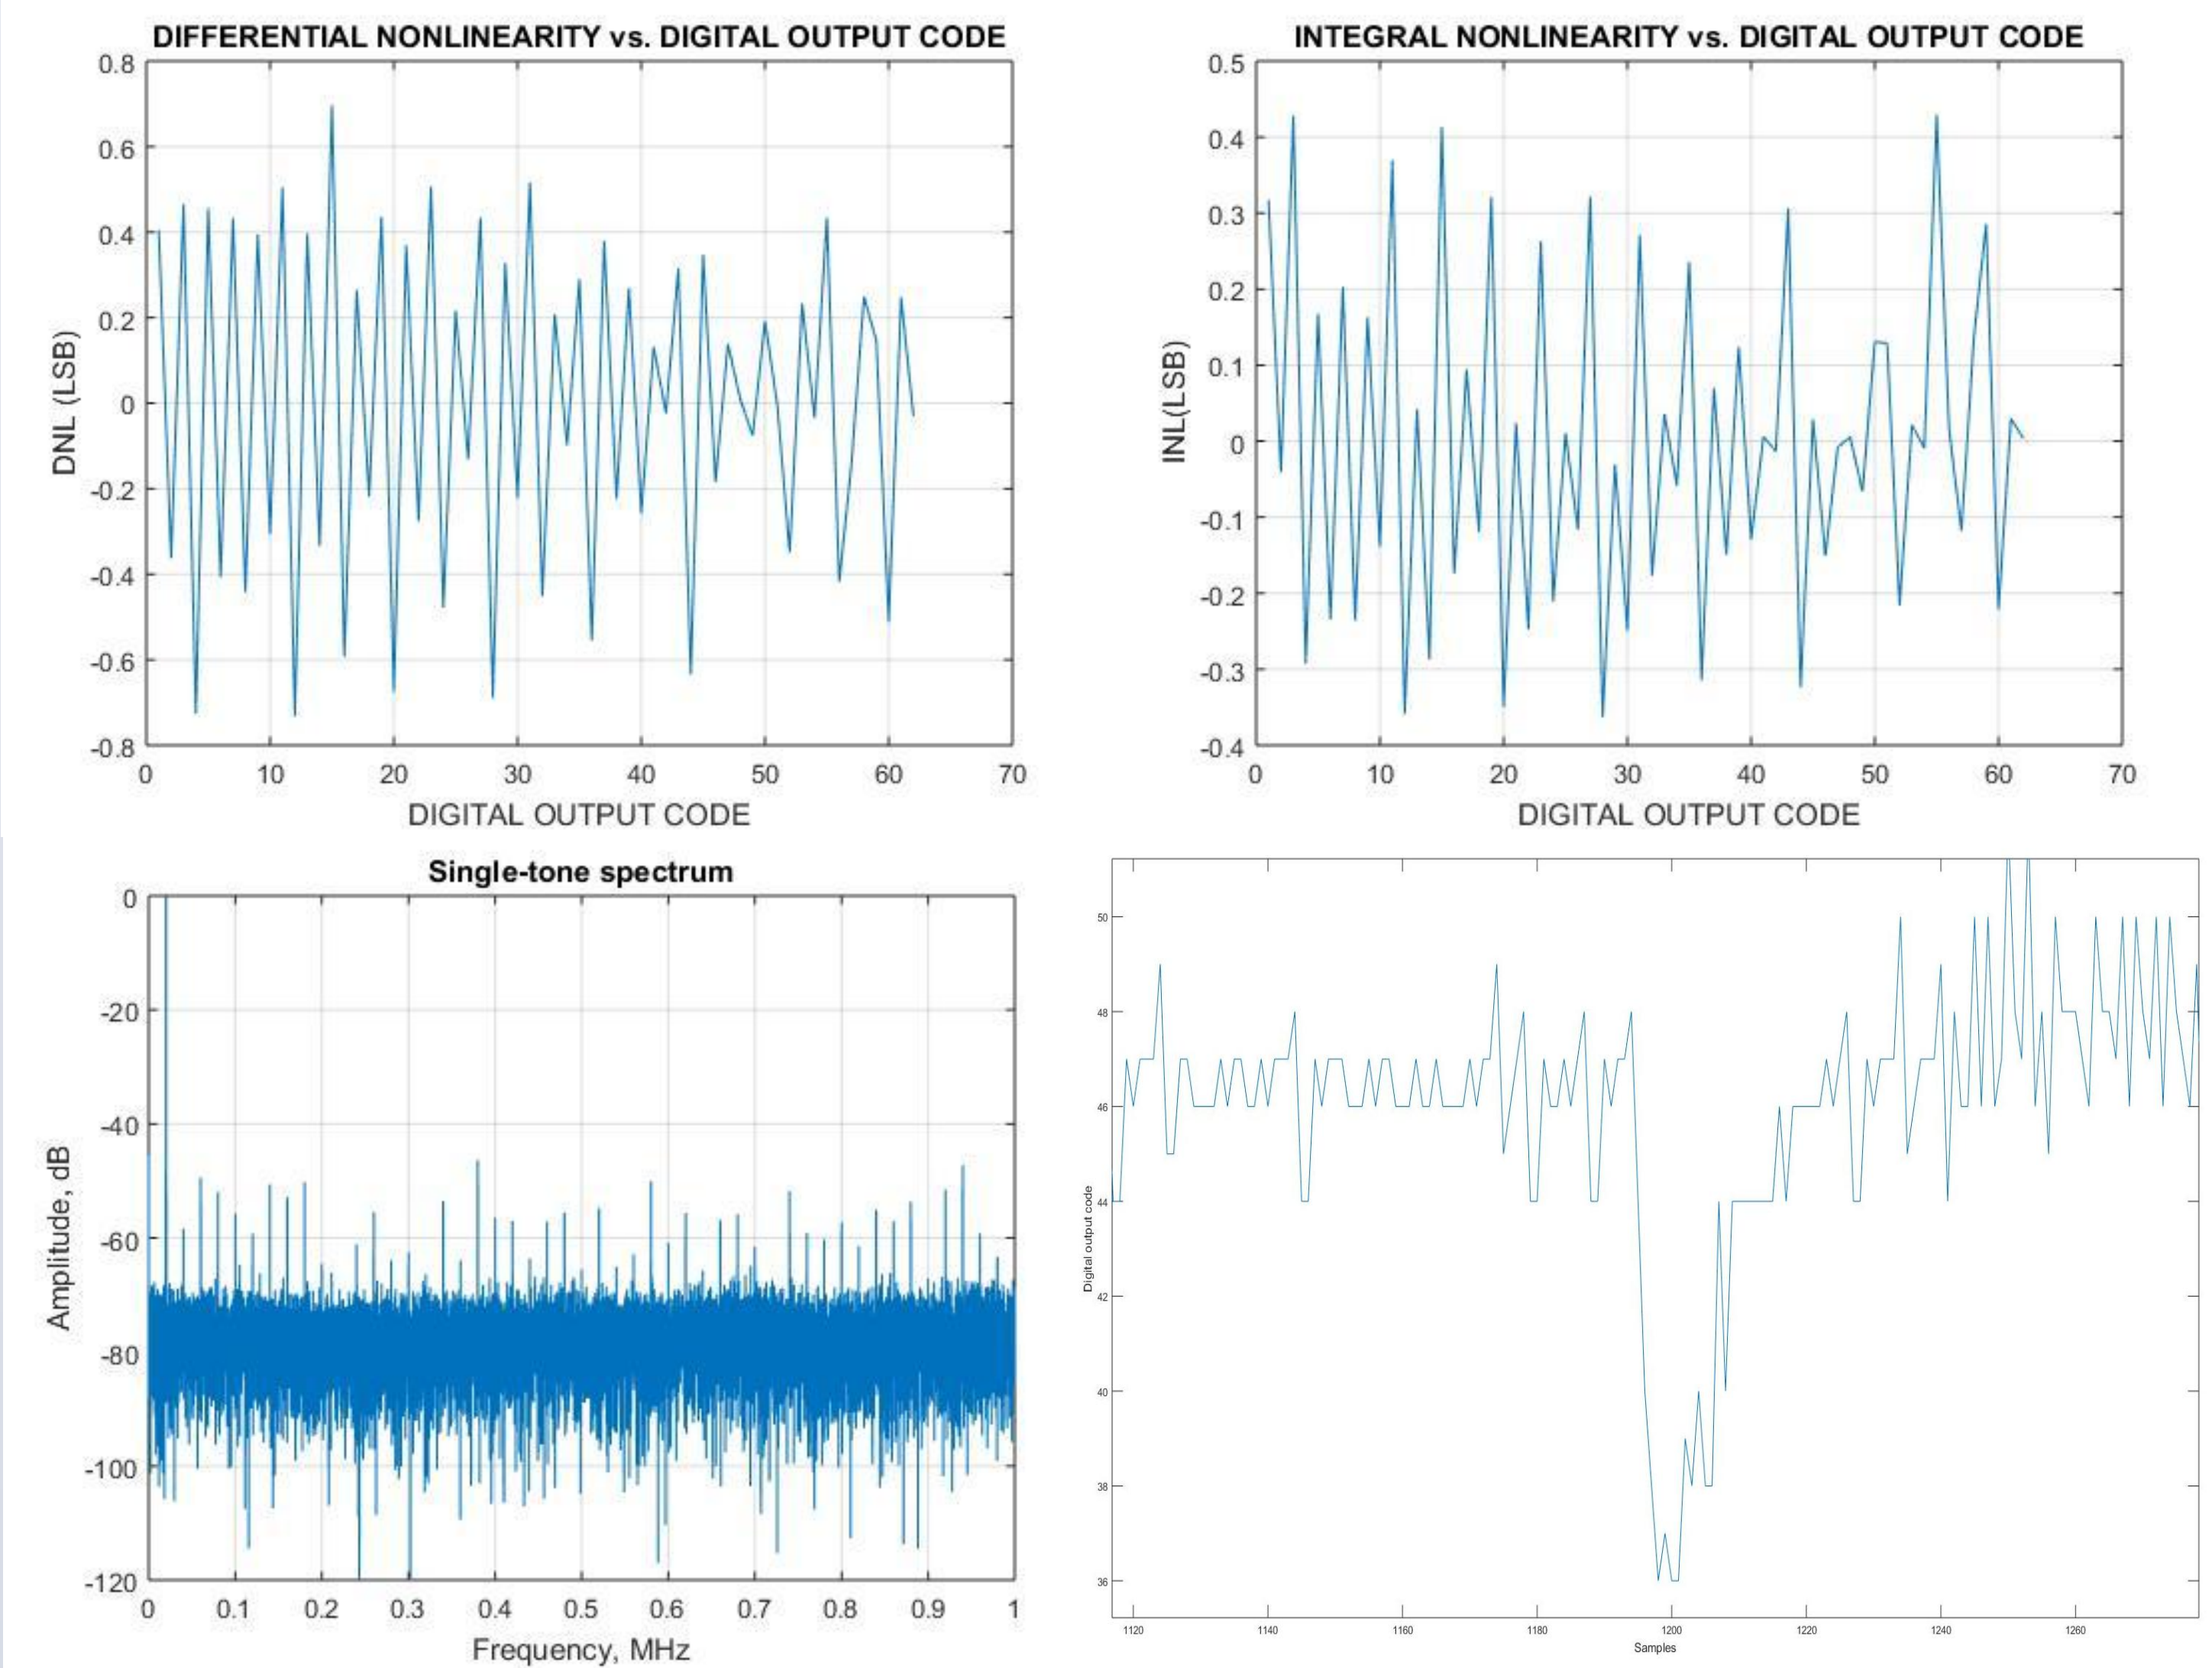 DIFFERENTIAL NONLINEARITY vs. DIGITAL OUTPUT CODE
0.8
0.6
0.4
0.2
0
-0.2
-0.4
-0.6
-0.8
DNL (LSB)
0 10 20 30 40 50 60 70
DIGITAL OUTPUT CODE
INTEGRAL NONLINEARITY vs. DIGITAL OUTPUT CODE
0.5
0.4
0.3
0.2
0.1
0
-0.1
-0.2
-0.3
-0.4
INL(LSB)
0 10 20 30 40 50 60 70
DIGITAL OUTPUT CODE
Single-tone spectrum
0
-20
-40
-60
-80
-100
-120
Amplitude, dB
0 0.1 0.2 0.3 0.4 0.5 0.6 0.7 0.8 0.9 1
Frequency, MHz
50
48
46
44
42
40
38
36
Digital output code
1120 1140 1160 1180 1200 1220 1240 1260
Samples